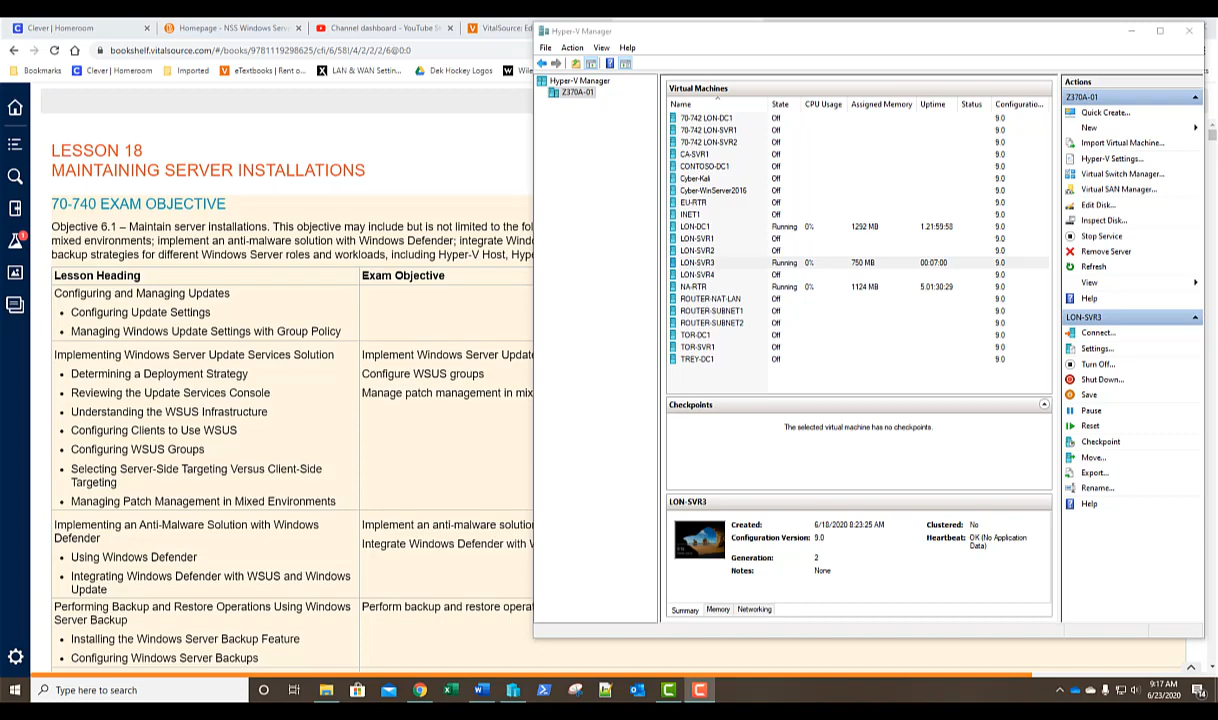 Clever | Homeroom
Homepage - NSS Windows Serv
Channel dashboard - YouTube S
VitalSource: Ed
bookshelf.vitalsource.com/#/books/9781119298625/cfi/6/58!/4/2/2/2/6@0:0
Bookmarks
Clever | Homeroom
Imported
eTextbooks | Rent o...
LAN & WAN Settin...
Dek Hockey Logos
LESSON 18
MAINTAINING SERVER INSTALLATIONS
70-740 EXAM OBJECTIVE
Objective 6.1 – Maintain server installations. This objective may include but is not limited to the fol
mixed environments; implement an anti-malware solution with Windows Defender; integrate Wind
backup strategies for different Windows Server roles and workloads, including Hyper-V Host, Hype
Lesson Heading
Exam Objective
Configuring and Managing Updates
• Configuring Update Settings
• Managing Windows Update Settings with Group Policy
Implementing Windows Server Update Services Solution
Implement Windows Server Update
• Determining a Deployment Strategy
Configure WSUS groups
• Reviewing the Update Services Console
Manage patch management in mix
• Understanding the WSUS Infrastructure
• Configuring Clients to Use WSUS
• Configuring WSUS Groups
• Selecting Server-Side Targeting Versus Client-Side
Targeting
• Managing Patch Management in Mixed Environments
Implementing an Anti-Malware Solution with Windows
Defender
Implement an anti-malware solution
• Using Windows Defender
Integrate Windows Defender with W
• Integrating Windows Defender with WSUS and Windows
Update
Performing Backup and Restore Operations Using Windows
Server Backup
Perform backup and restore operat
• Installing the Windows Server Backup Feature
• Configuring Windows Server Backups
Hyper-V Manager
File Action View Help
Hyper-V Manager
Z370A-01
Virtual Machines
Name State CPU Usage Assigned Memory Uptime Status Configuratio...
70-742 LON-DC1 Off 9.0
70-742 LON-SVR1 Off 9.0
70-742 LON-SVR2 Off 9.0
CA-SVR1 Off 9.0
CONTOSO-DC1 Off 9.0
Cyber-Kali Off 9.0
Cyber-WinServer2016 Off 9.0
EU-RTR Off 9.0
INET1 Off 9.0
LON-DC1 Running 0% 1292 MB 1.21:59:58 9.0
LON-SVR1 Off 9.0
LON-SVR2 Off 9.0
LON-SVR3 Running 0% 750 MB 00:07:00 9.0
LON-SVR4 Off 9.0
NA-RTR Running 0% 1124 MB 5.01:30:29 9.0
ROUTER-NAT-LAN Off 9.0
ROUTER-SUBNET1 Off 9.0
ROUTER-SUBNET2 Off 9.0
TOR-DC1 Off 9.0
TOR-SVR1 Off 9.0
TREY-DC1 Off 9.0
Checkpoints
The selected virtual machine has no checkpoints.
LON-SVR3
Created: 6/18/2020 8:23:25 AM
Clustered: No
Configuration Version: 9.0
Heartbeat: OK (No Application
Data)
Generation: 2
Notes: None
Summary Memory Networking
Actions
Z370A-01
Quick Create...
New
Import Virtual Machine...
Hyper-V Settings...
Virtual Switch Manager...
Virtual SAN Manager...
Edit Disk...
Inspect Disk...
Stop Service
Remove Server
Refresh
View
Help
LON-SVR3
Connect...
Settings...
Turn Off...
Shut Down...
Save
Pause
Reset
Checkpoint
Move...
Export...
Rename...
Help
Type here to search
9:17 AM
6/23/2020